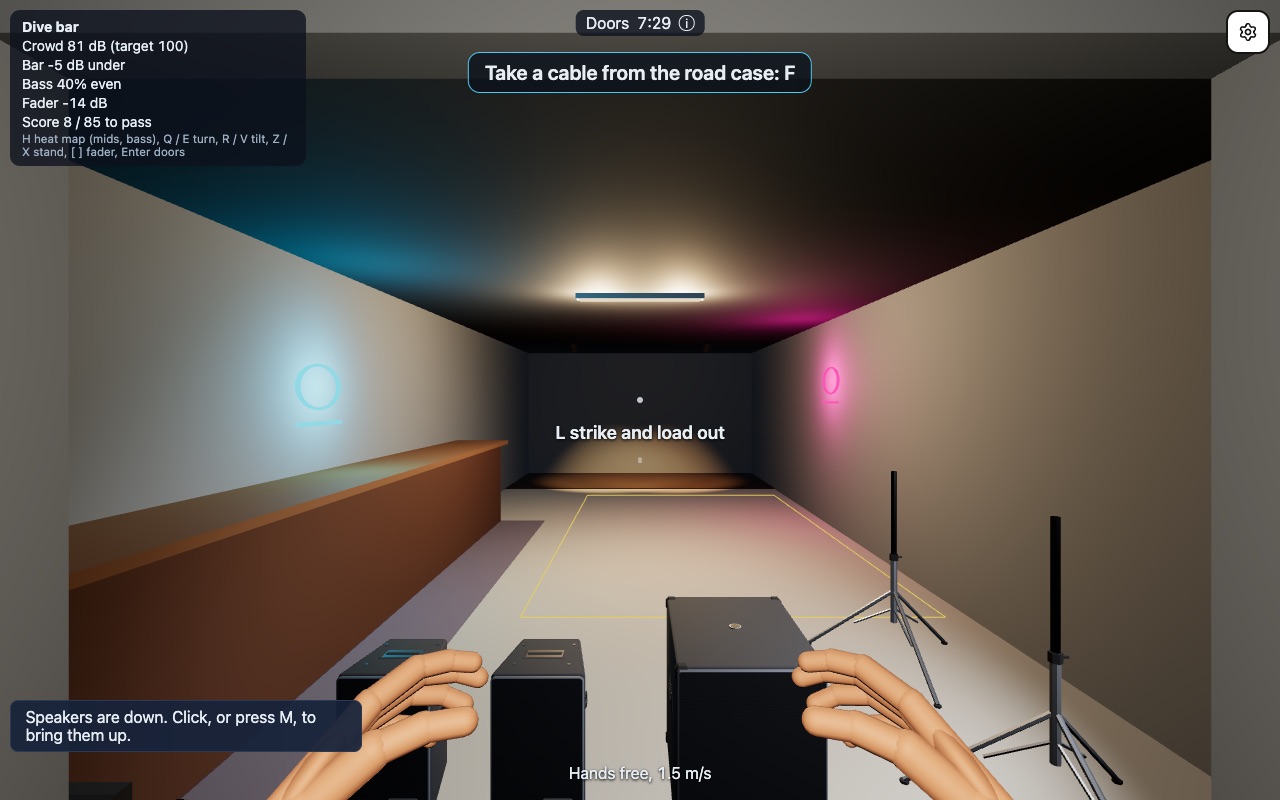 Dive bar
Crowd 81 dB (target 100)
Bar -5 dB under
Bass 40% even
Fader -14 dB
Score 8 / 85 to pass
H heat map (mids, bass), Q / E turn, R / V tilt, Z /
X stand, [ ] fader, Enter doors
Doors 7:29 ⓘ
Take a cable from the road case: F
L strike and load out
Speakers are down. Click, or press M, to
bring them up.
Hands free, 1.5 m/s